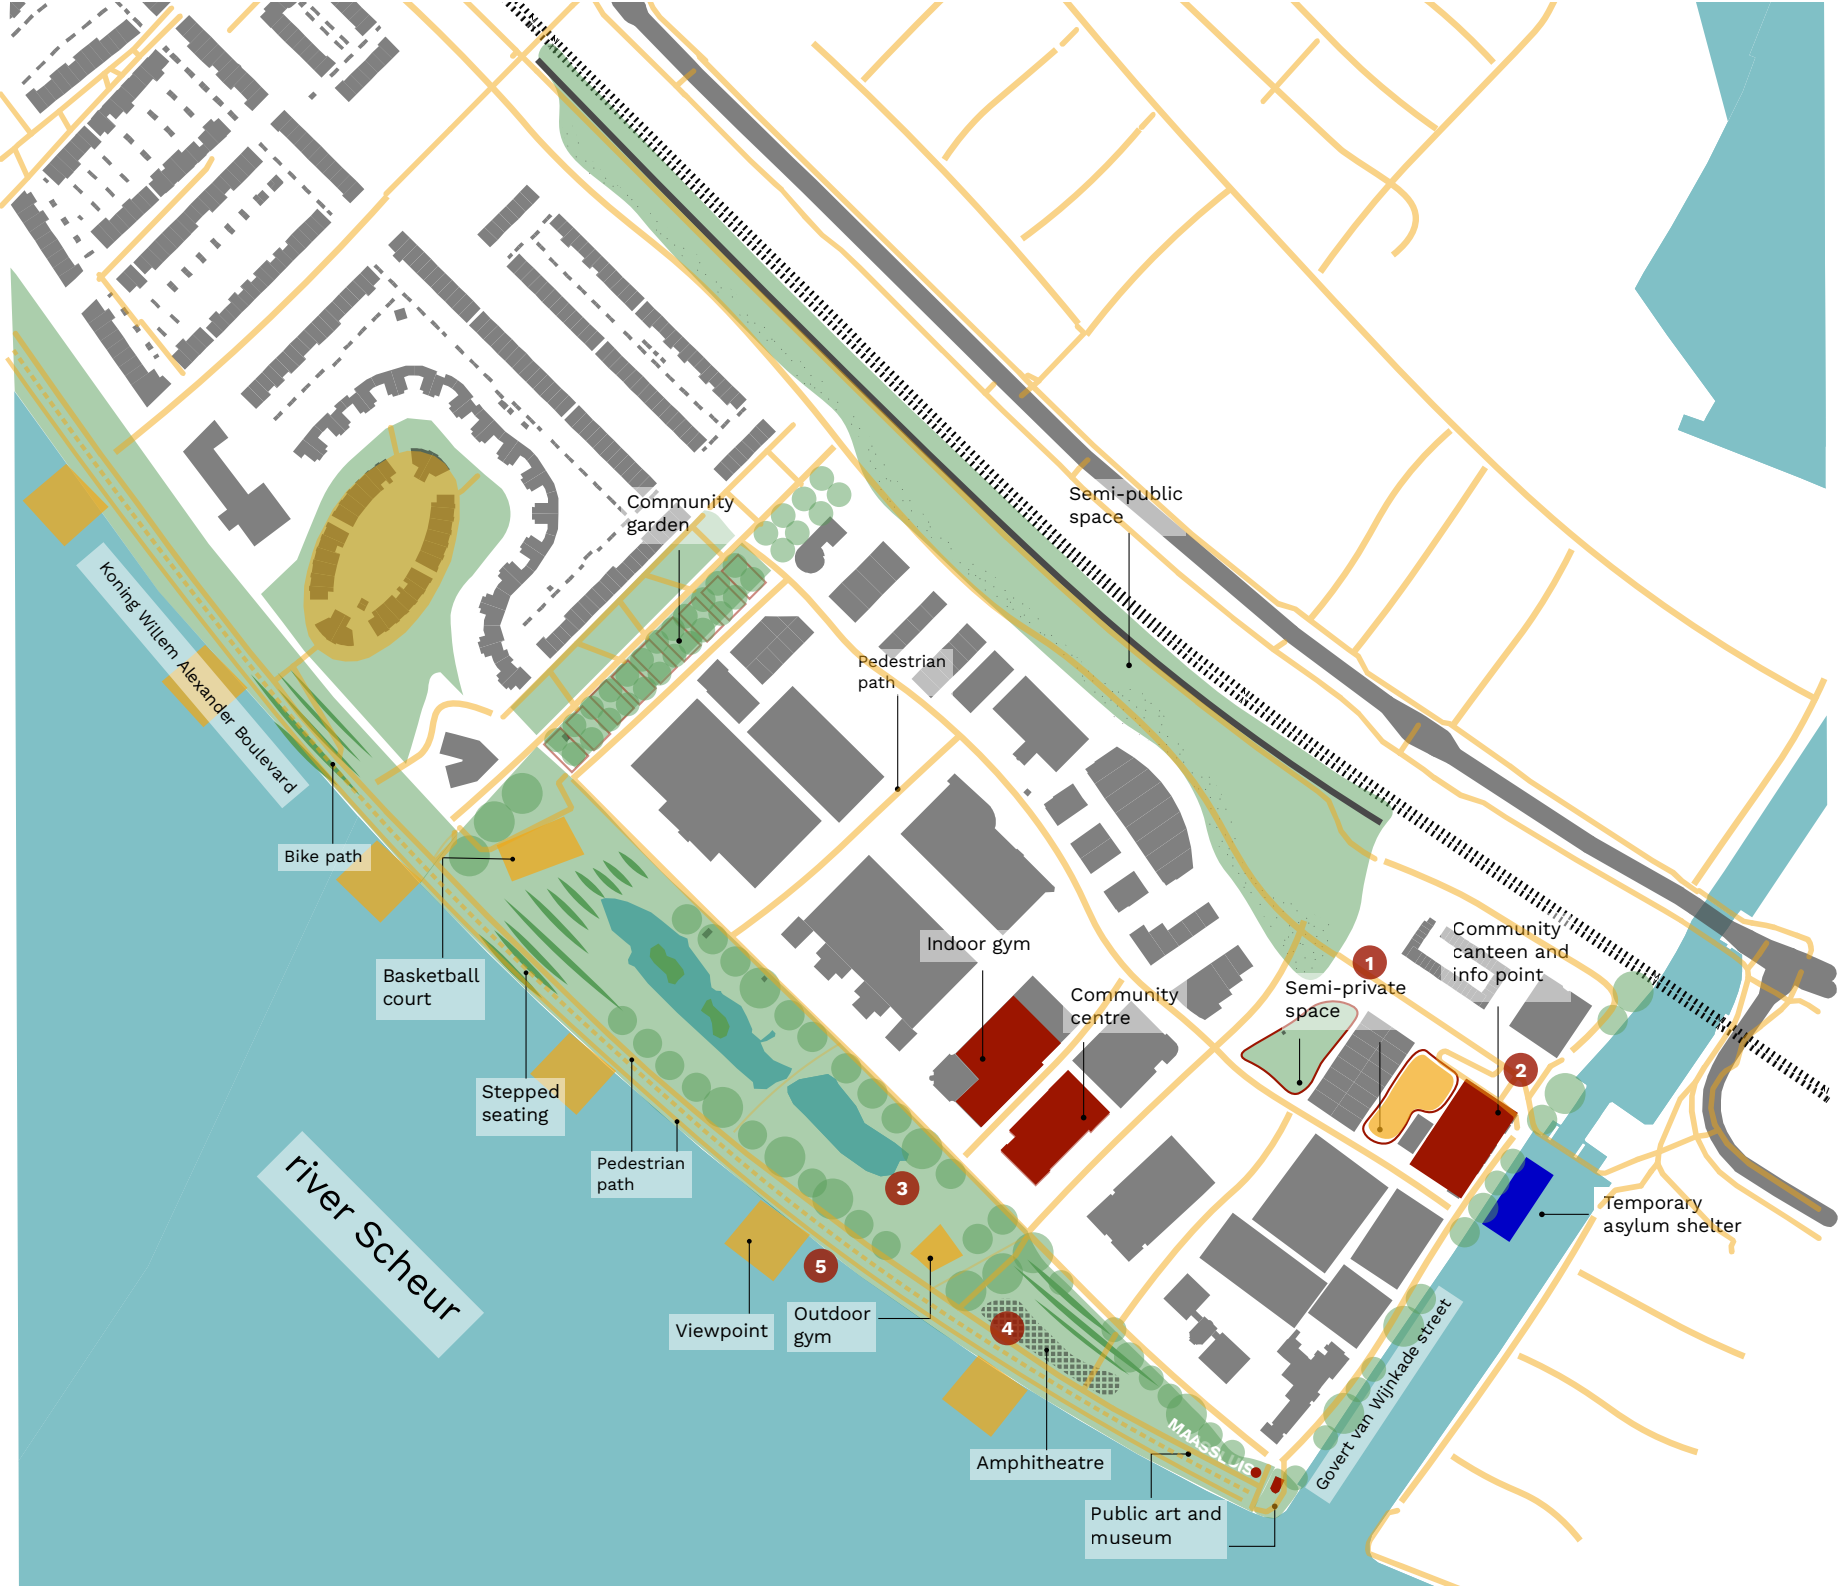 Semi-public
space
Community
garden
Pedestrian
path
Koning Willem Alexander Boulevard
Bike path
Basketball
court
Indoor gym
Community
centre
1
Semi-private
space
Community
canteen and
info point
2
Stepped
seating
Pedestrian
path
3
Temporary
asylum shelter
river Scheur
5
Viewpoint
Outdoor
gym
4
Amphitheatre
MAASSLUIS
Govert van Wijnkade street
Public art and
museum